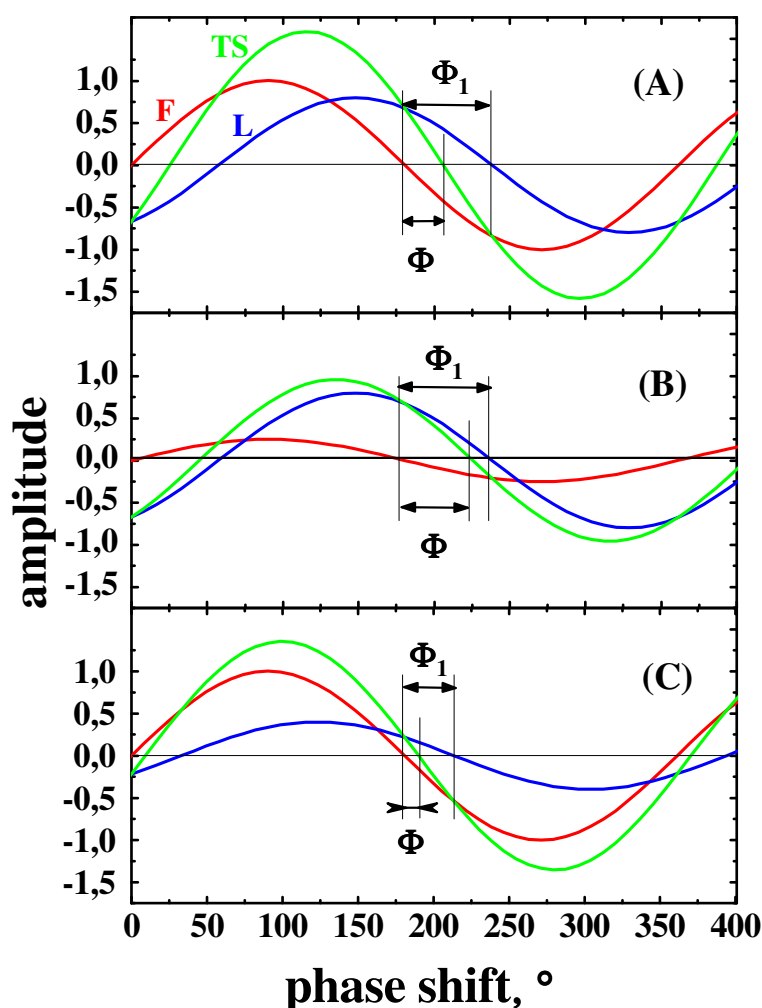 TS
F
L
Φ1
(A)
Φ
1,0
0,5
0,0
-0,5
-1,0
-1,5
Φ1
(B)
Φ
1,0
0,5
0,0
-0,5
-1,0
-1,5
Φ1
(C)
Φ
1,0
0,5
0,0
-0,5
-1,0
-1,5
amplitude
0 50 100 150 200 250 300 350 400
phase shift, °